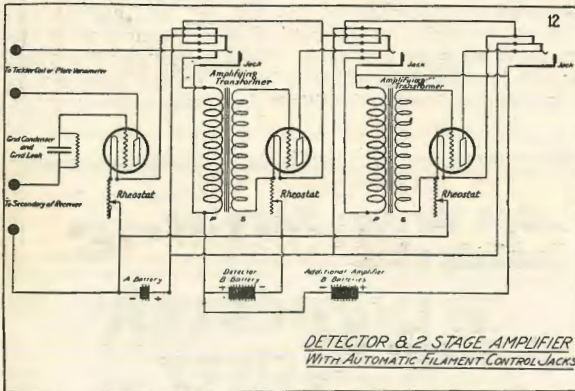 12
Jack
Jack
Jack
To Tickler Coil or Plate Variometer
Amplifying
Transformer
Amplifying
Transformer
Grid Condenser
and
Grid Leak
Rheostat
Rheostat
Rheostat
To Secondary of Receiver
P S
P S
A Battery
- +
Detector
B Battery
+ -
Additional Amplifier
B Batteries
- +
DETECTOR & 2 STAGE AMPLIFIER
WITH AUTOMATIC FILAMENT CONTROL JACKS